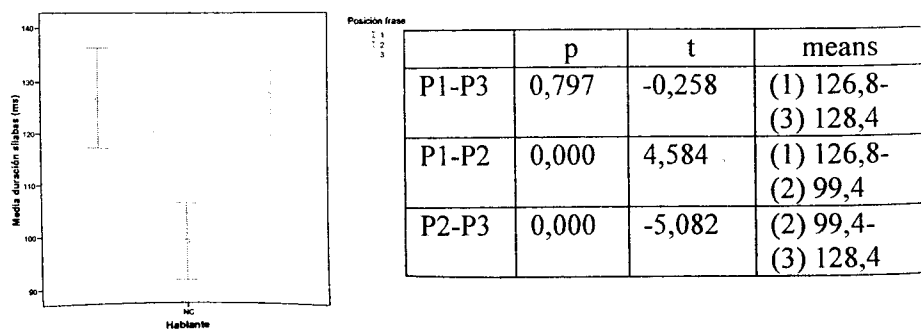 Posición frase
1
2
3
140
130
120
110
100
90
Media duración sílabas (ms)
NC
Hablante
p t means
P1-P3 0,797 -0,258 (1) 126,8-
(3) 128,4
P1-P2 0,000 4,584 (1) 126,8-
(2) 99,4
P2-P3 0,000 -5,082 (2) 99,4-
(3) 128,4